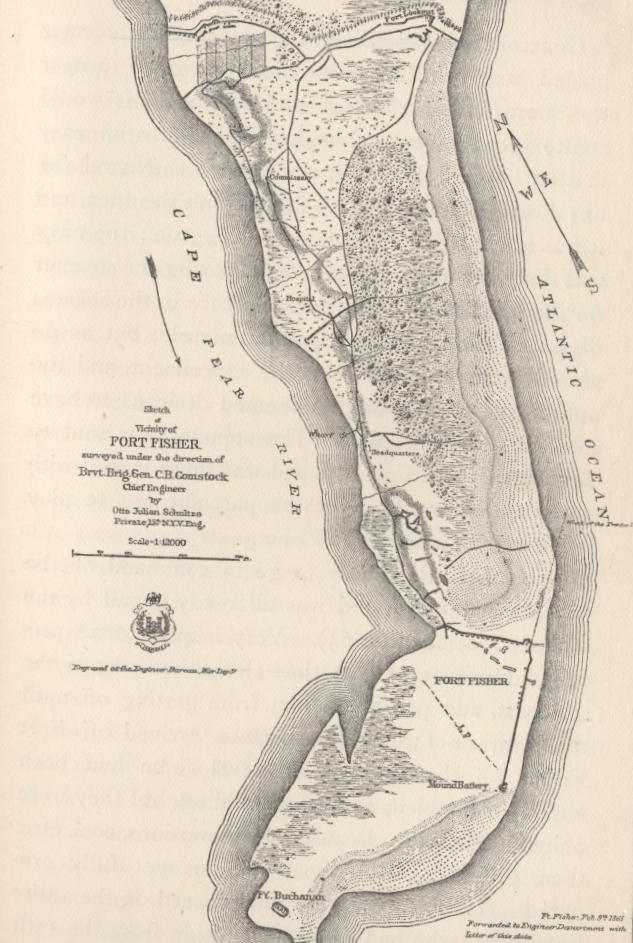 Fort Lookout
N
E
W
S
Commissary
CAPE
FEAR
RIVER
ATLANTIC
OCEAN
Hospital
Wharf
Headquarters
Sketch
of
Vicinity of
FORT FISHER
surveyed under the direction of
Brvt. Brig. Gen. C.B. Comstock
Chief Engineer
by
Otto Julian Schultze
Private, 15th N.Y.V. Eng.
Scale=1:12000
Engraved at the Engineer Bureau, War Dep't
FORT FISHER
Mound Battery
Ft. Buchanan
Ft. Fisher, Feb. 9th 1865
Forwarded to Engineer Department with
letter of this date